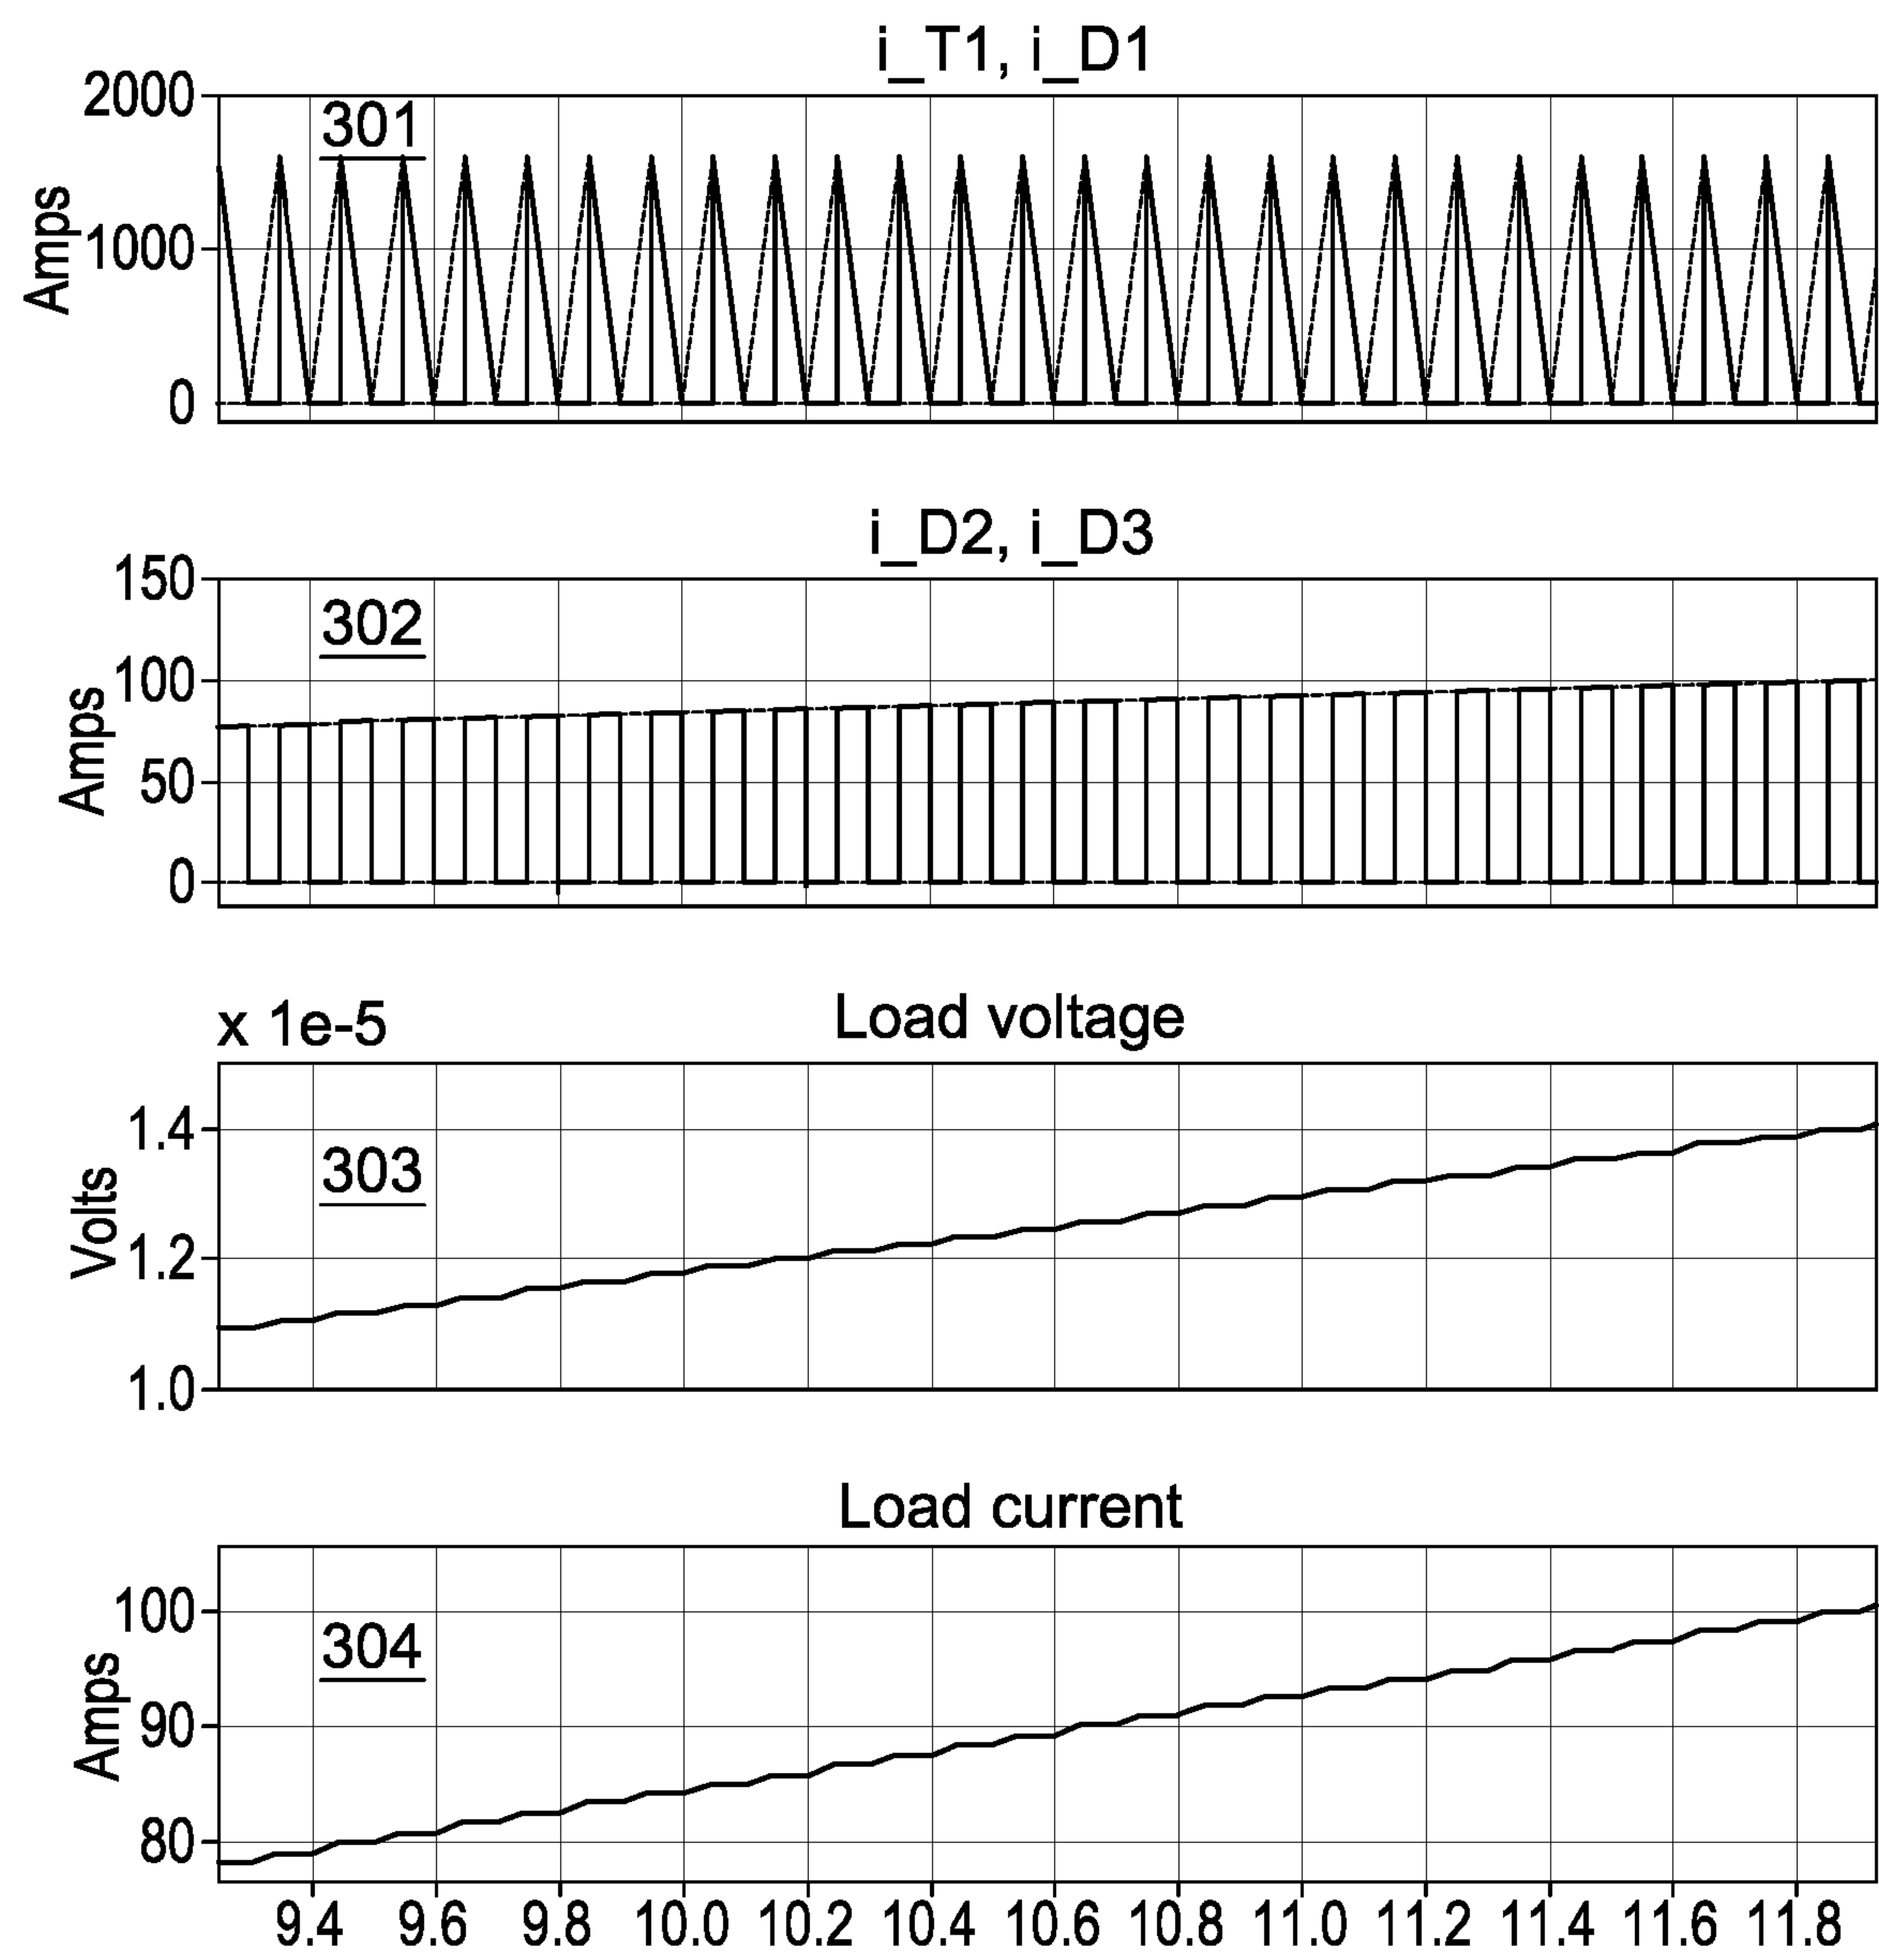 i_T1, i_D1
2000
301
1000
0
Amps
i_D2, i_D3
150
302
100
50
0
Amps
x 1e-5
Load voltage
1.4
303
1.2
1.0
Volts
Load current
100
304
90
80
Amps
9.4 9.6 9.8 10.0 10.2 10.4 10.6 10.8 11.0 11.2 11.4 11.6 11.8